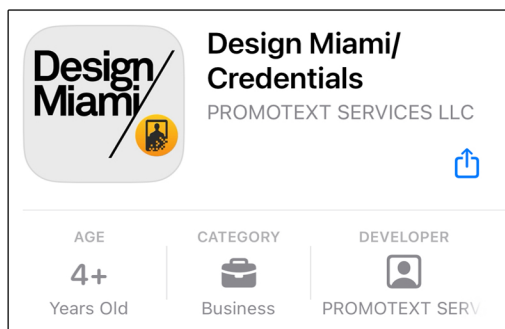 Design
Miami/
Design Miami/
Credentials
PROMOTEXT SERVICES LLC
AGE
CATEGORY
DEVELOPER
4+
Years Old
Business
PROMOTEXT SERV